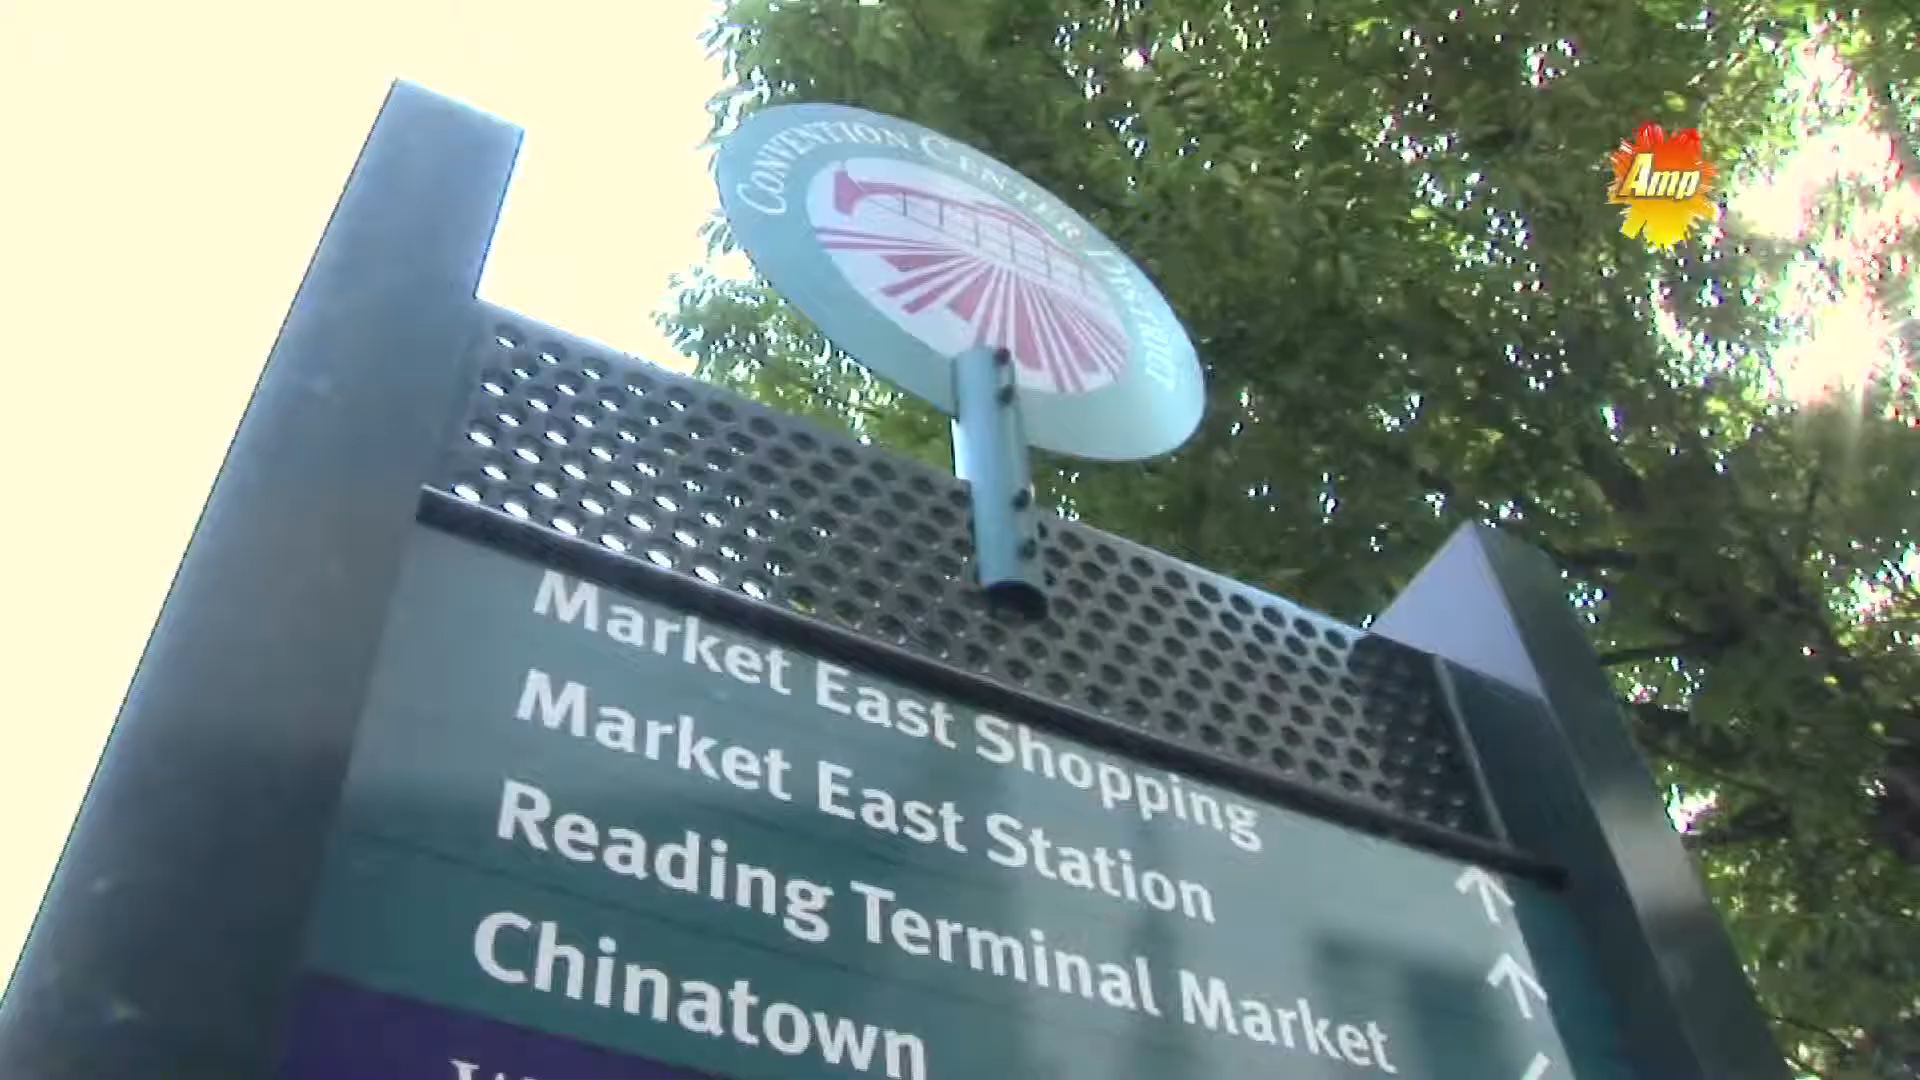 CONVENTION CENTER DISTRICT
Amp
Market East Shopping
Market East Station
Reading Terminal Market
Chinatown